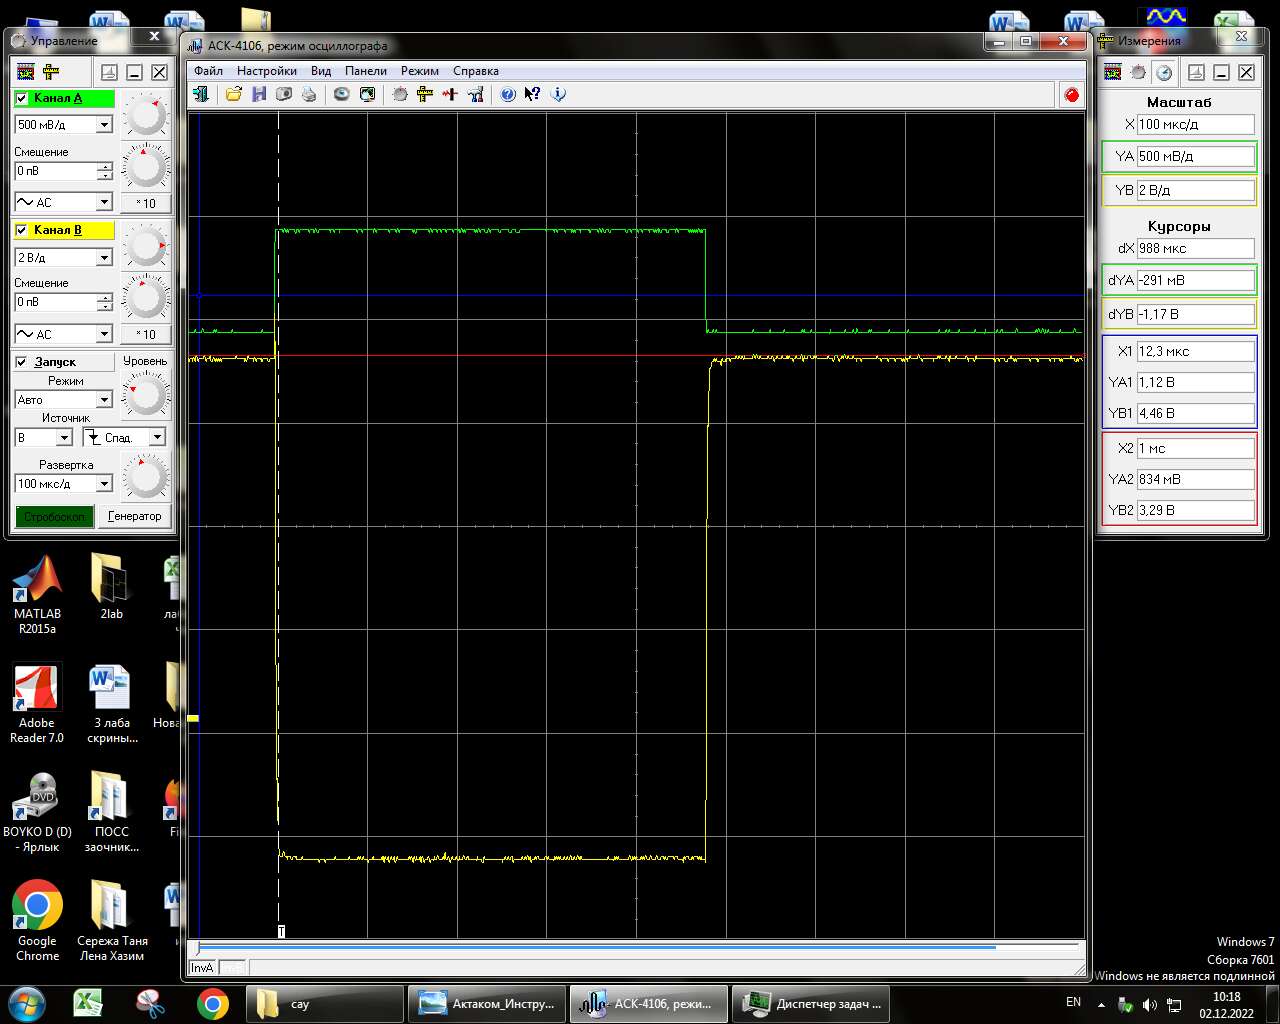 Управление
Канал A
500 мВ/д
Смещение
0 пВ
AC
*10
Канал B
2 В/д
Смещение
0 пВ
AC
*10
Запуск
Уровень
Режим
Авто
Источник
B
Спад.
Развертка
100 мкс/д
Стробоскоп
Генератор
АСК-4106, режим осциллографа
Файл Настройки Вид Панели Режим Справка
T
InvA
Измерения
Масштаб
X 100 мкс/д
YA 500 мВ/д
YB 2 В/д
Курсоры
dX 988 мкс
dYA -291 мВ
dYB -1,17 В
X1 12,3 мкс
YA1 1,12 В
YB1 4,46 В
X2 1 мс
YA2 834 мВ
YB2 3,29 В
MATLAB
R2015a
2lab
Adobe
Reader 7.0
3 лаба
скрины...
Нова
DVD
BOYKO D (D)
- Ярлык
ПОСС
заочник...
Fi
Google
Chrome
Сережа Таня
Лена Хазим
Windows 7
Сборка 7601
Windows не является подлинной
сау
Актаком_Инстру...
АСК-4106, режи...
Диспетчер задач ...
EN
10:18
02.12.2022